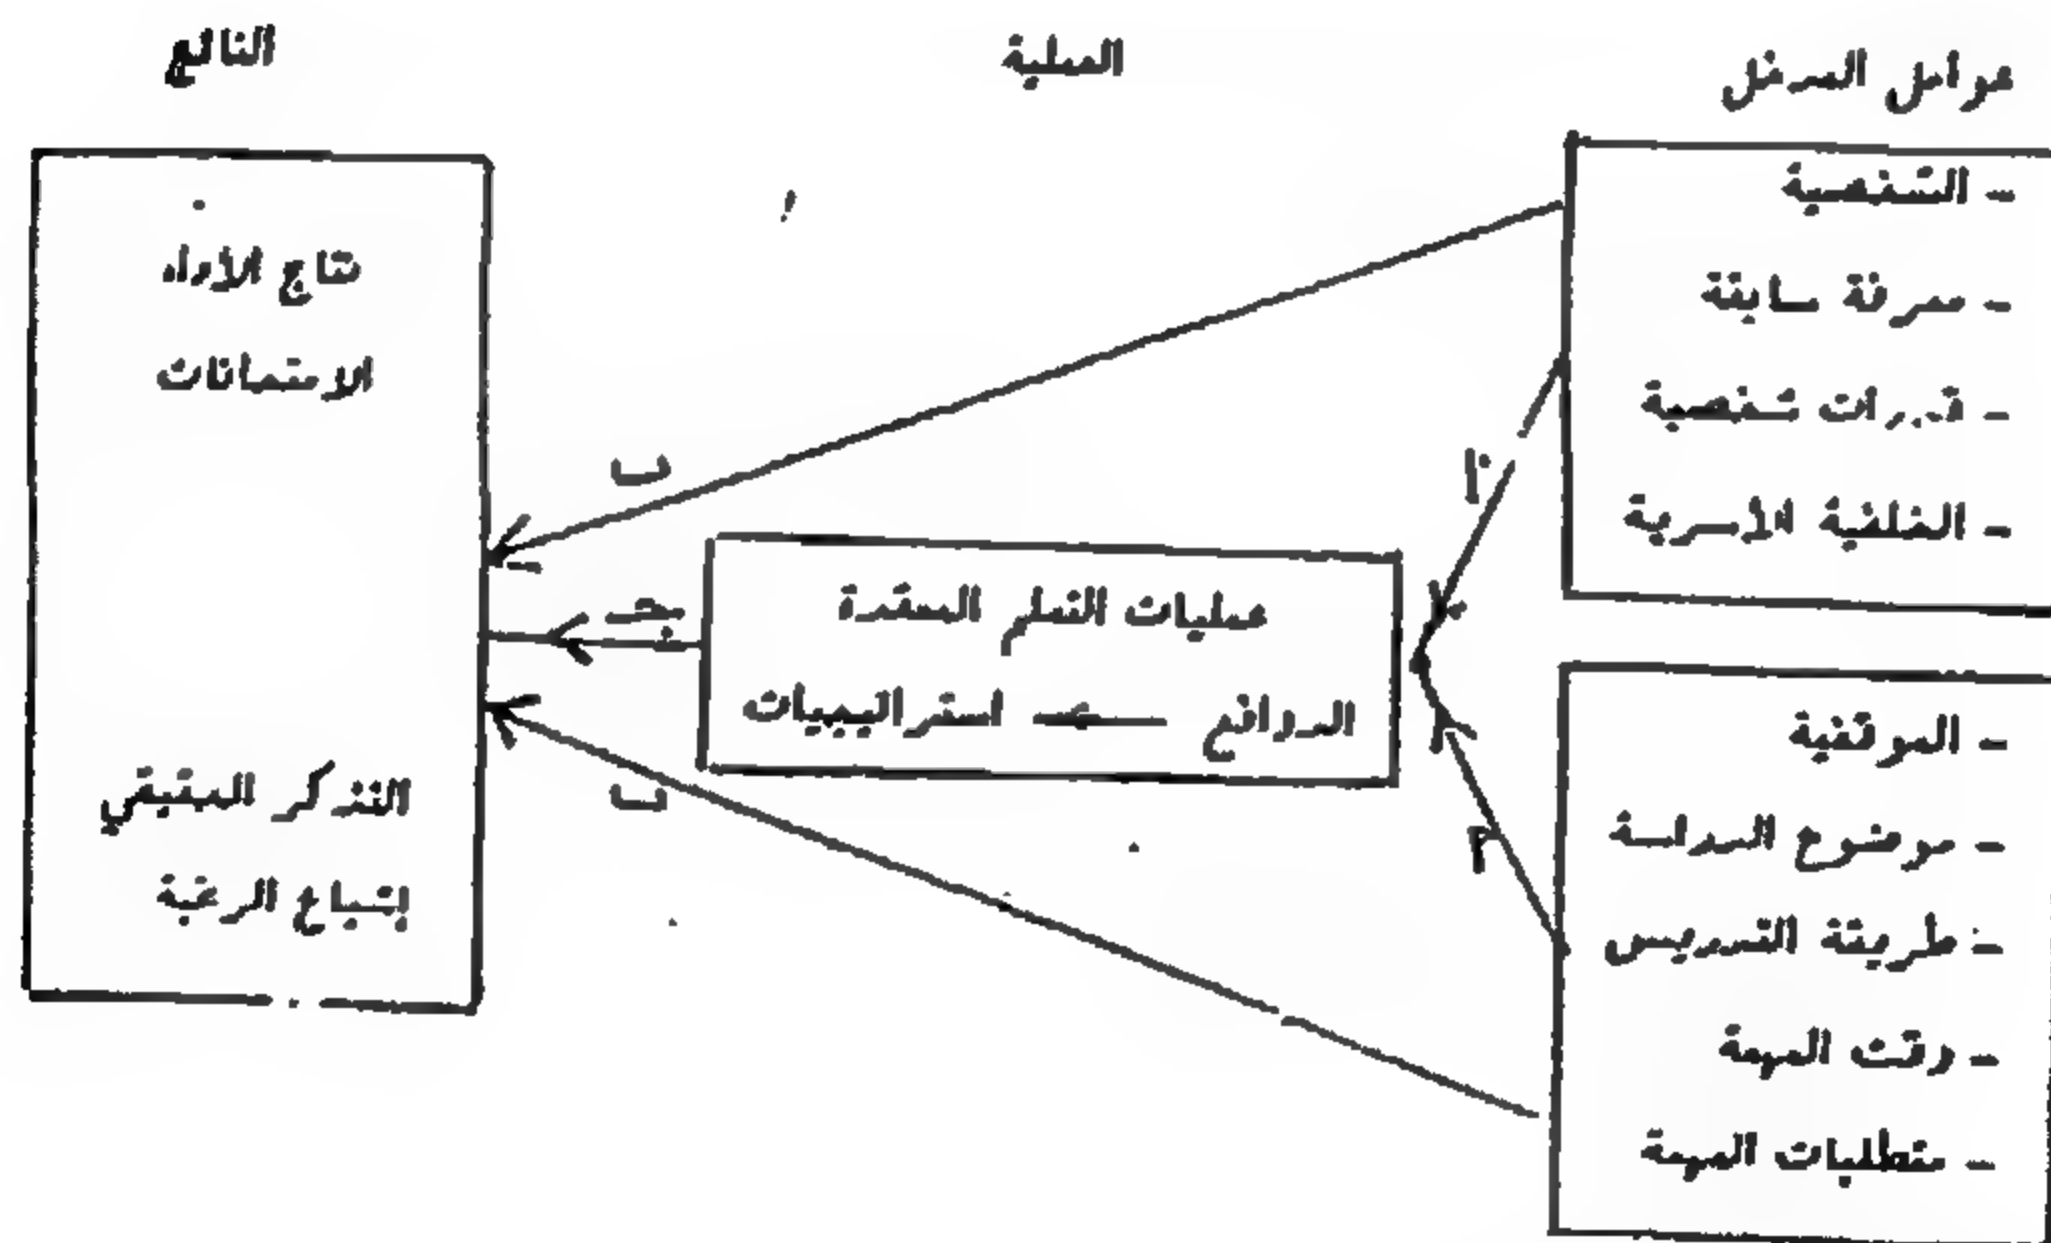 عوامل المدخل
العملية
الناتج
- الشخصية
- معرفة سابقة
- قدرات شخصية
- الخلفية الأسرية
- الموقفية
- موضوع الدراسة
- طريقة التدريس
- وقت المهمة
- متطلبات المهمة
عمليات التعلم المعقدة
الدوافع ← استراتيجيات
نتاج الأداء
الامتحانات
التذكر الحقيقي
إشباع الرغبة
أ
ب
جـ
ب